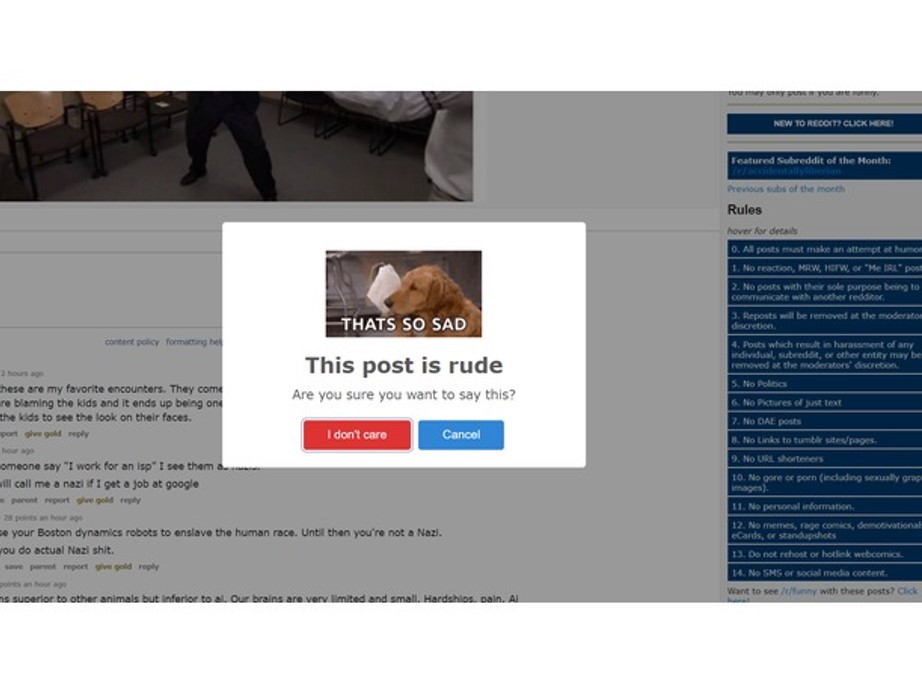 You may only post if you are funny.
NEW TO REDDIT? CLICK HERE!
Featured Subreddit of the Month:
/r/accidentallyliberian
Previous subs of the month
Rules
hover for details
0. All posts must make an attempt at humor
1. No reaction, MRW, HIFW, or "Me IRL" post
2. No posts with their sole purpose being to
communicate with another redditor.
3. Reposts will be removed at the moderator
discretion.
4. Posts which result in harassment of any
individual, subreddit, or other entity may be
removed at the moderators' discretion.
5. No Politics
6. No Pictures of just text
7. No DAE posts
8. No Links to tumblr sites/pages.
9. No URL shorteners
10. No gore or porn (including sexually grap
images).
11. No personal information.
12. No memes, rage comics, demotivational
eCards, or standupshots
13. Do not rehost or hotlink webcomics.
14. No SMS or social media content.
Want to see /r/funny with these posts? Click
here!
THATS SO SAD
This post is rude
Are you sure you want to say this?
I don't care
Cancel
content policy formatting help
2 hours ago
these are my favorite encounters. They come
re blaming the kids and it ends up being one
the kids to see the look on their faces.
port give gold reply
hour ago
omeone say "I work for an isp" I see them as nazis.
will call me a nazi if I get a job at google
e parent report give gold reply
28 points an hour ago
se your Boston dynamics robots to enslave the human race. Until then you're not a Nazi.
you do actual Nazi shit.
save parent report give gold reply
points an hour ago
ns superior to other animals but inferior to ai. Our brains are very limited and small. Hardships, pain, AI